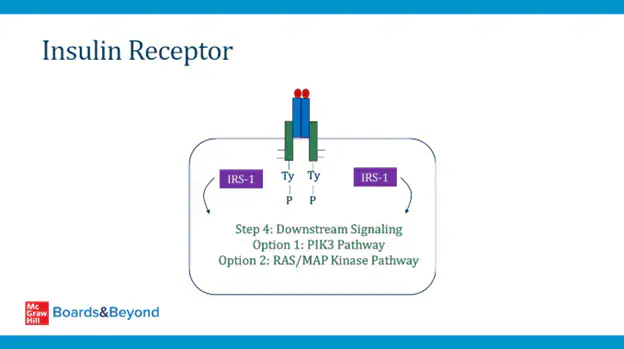 Insulin Receptor
IRS-1
Ty
Ty
IRS-1
P
P
Step 4: Downstream Signaling
Option 1: PIK3 Pathway
Option 2: RAS/MAP Kinase Pathway
Mc
Graw
Hill
Boards&Beyond